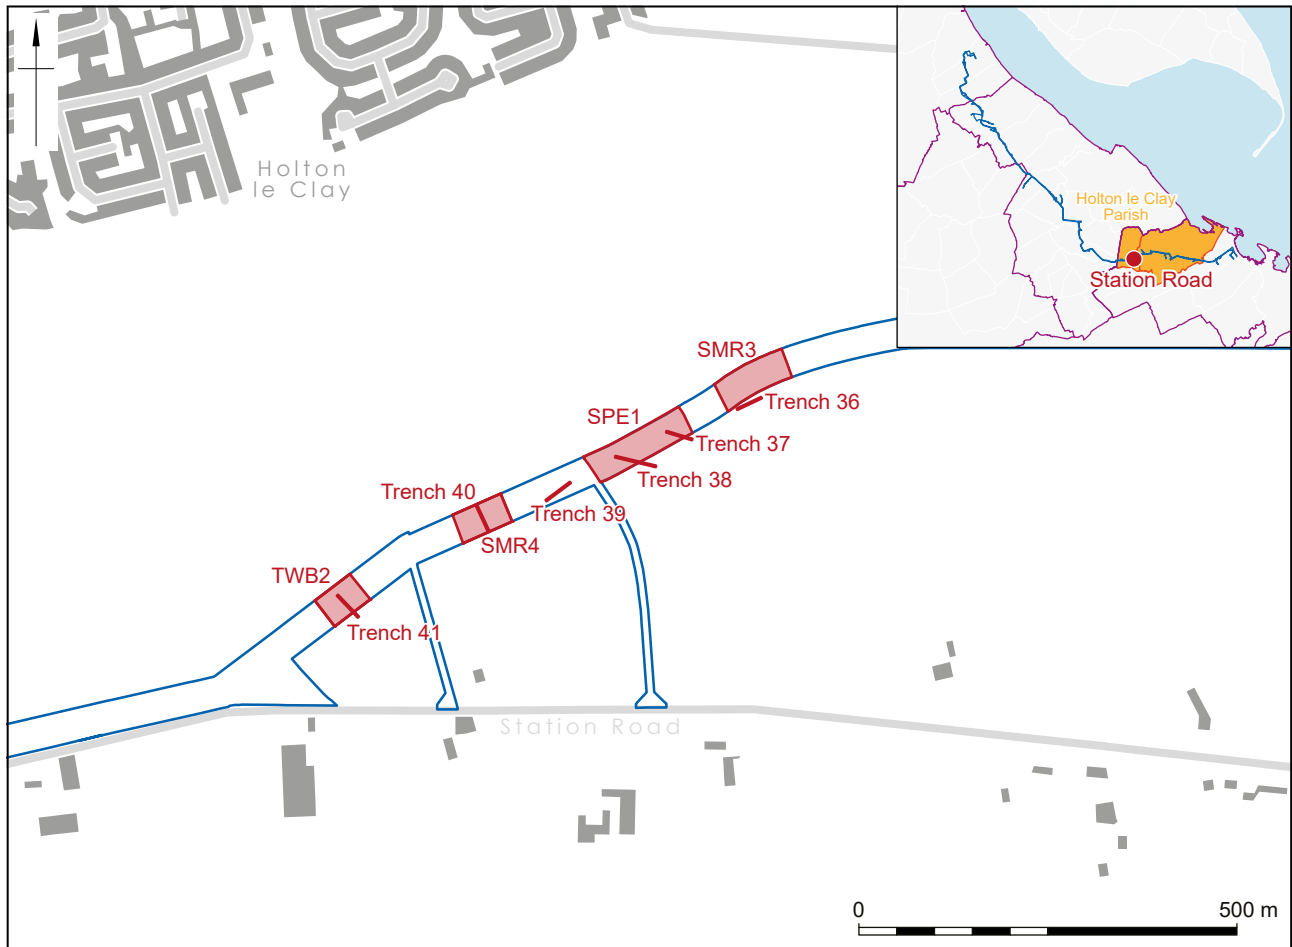 Holton
le Clay
Holton le Clay
Parish
Station Road
SMR3
Trench 36
SPE1
Trench 37
Trench 38
Trench 40
Trench 39
SMR4
TWB2
Trench 41
Station Road
0
500 m